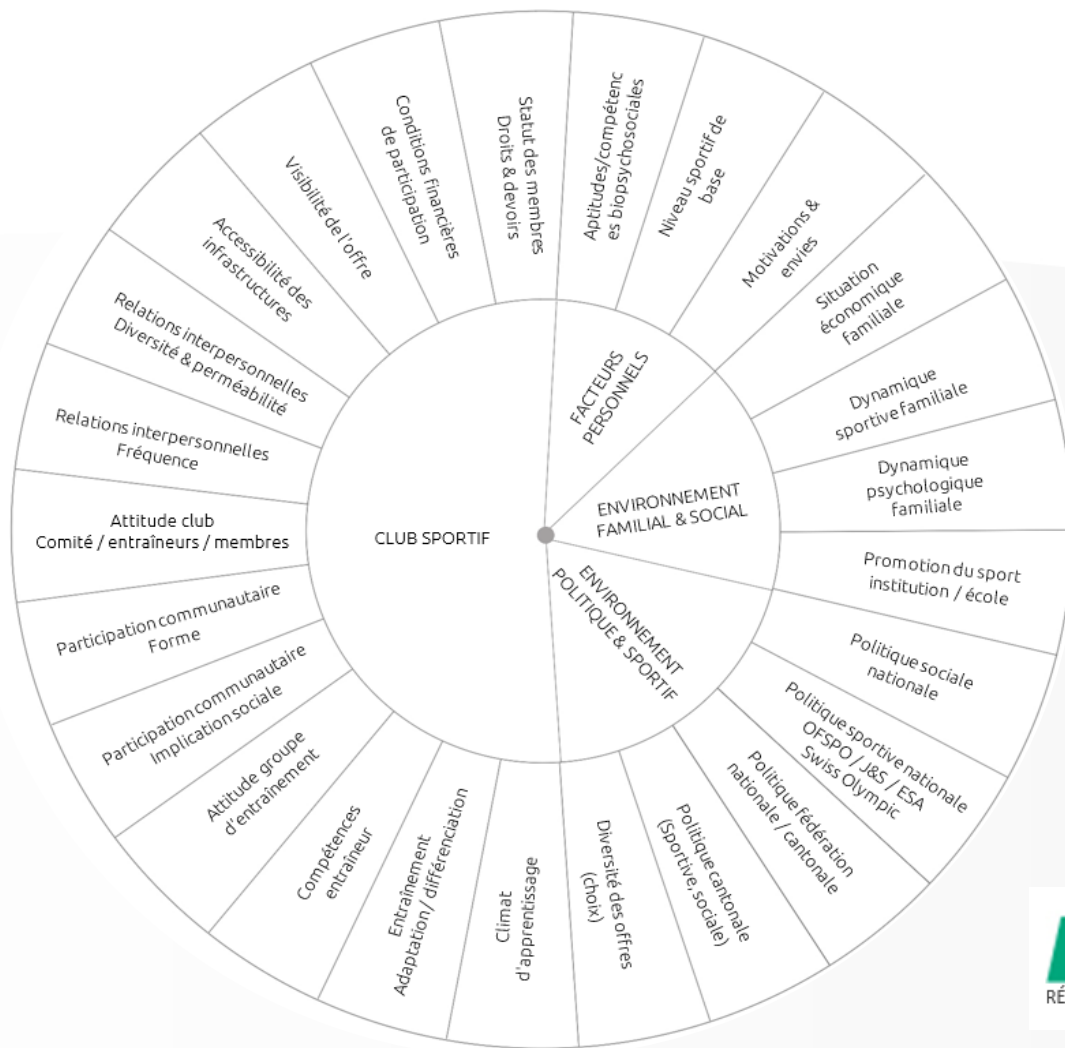 Statut des membres
Droits & devoirs
Aptitudes/compétenc
es biopsychosociales
Niveau sportif de
base
Motivations &
envies
Situation
économique
familiale
Dynamique
sportive familiale
Dynamique
psychologique
familiale
Promotion du sport
institution / école
Politique sociale
nationale
Politique sportive nationale
OFSPO / J&S / ESA
Swiss Olympic
Politique fédération
nationale / cantonale
Politique cantonale
(Sportive, sociale)
Diversité des offres
(choix)
Climat
d'apprentissage
Entraînement
Adaptation / différenciation
Compétences
entraîneur
Attitude groupe
d'entraînement
Participation communautaire
Implication sociale
Participation communautaire
Forme
Attitude club
Comité / entraîneurs / membres
Relations interpersonnelles
Fréquence
Relations interpersonnelles
Diversité & perméabilité
Accessibilité des
infrastructures
Visibilité de l'offre
Conditions financières
de participation
FACTEURS
PERSONNELS
ENVIRONNEMENT
FAMILIAL & SOCIAL
ENVIRONNEMENT
POLITIQUE & SPORTIF
CLUB SPORTIF
RÉ